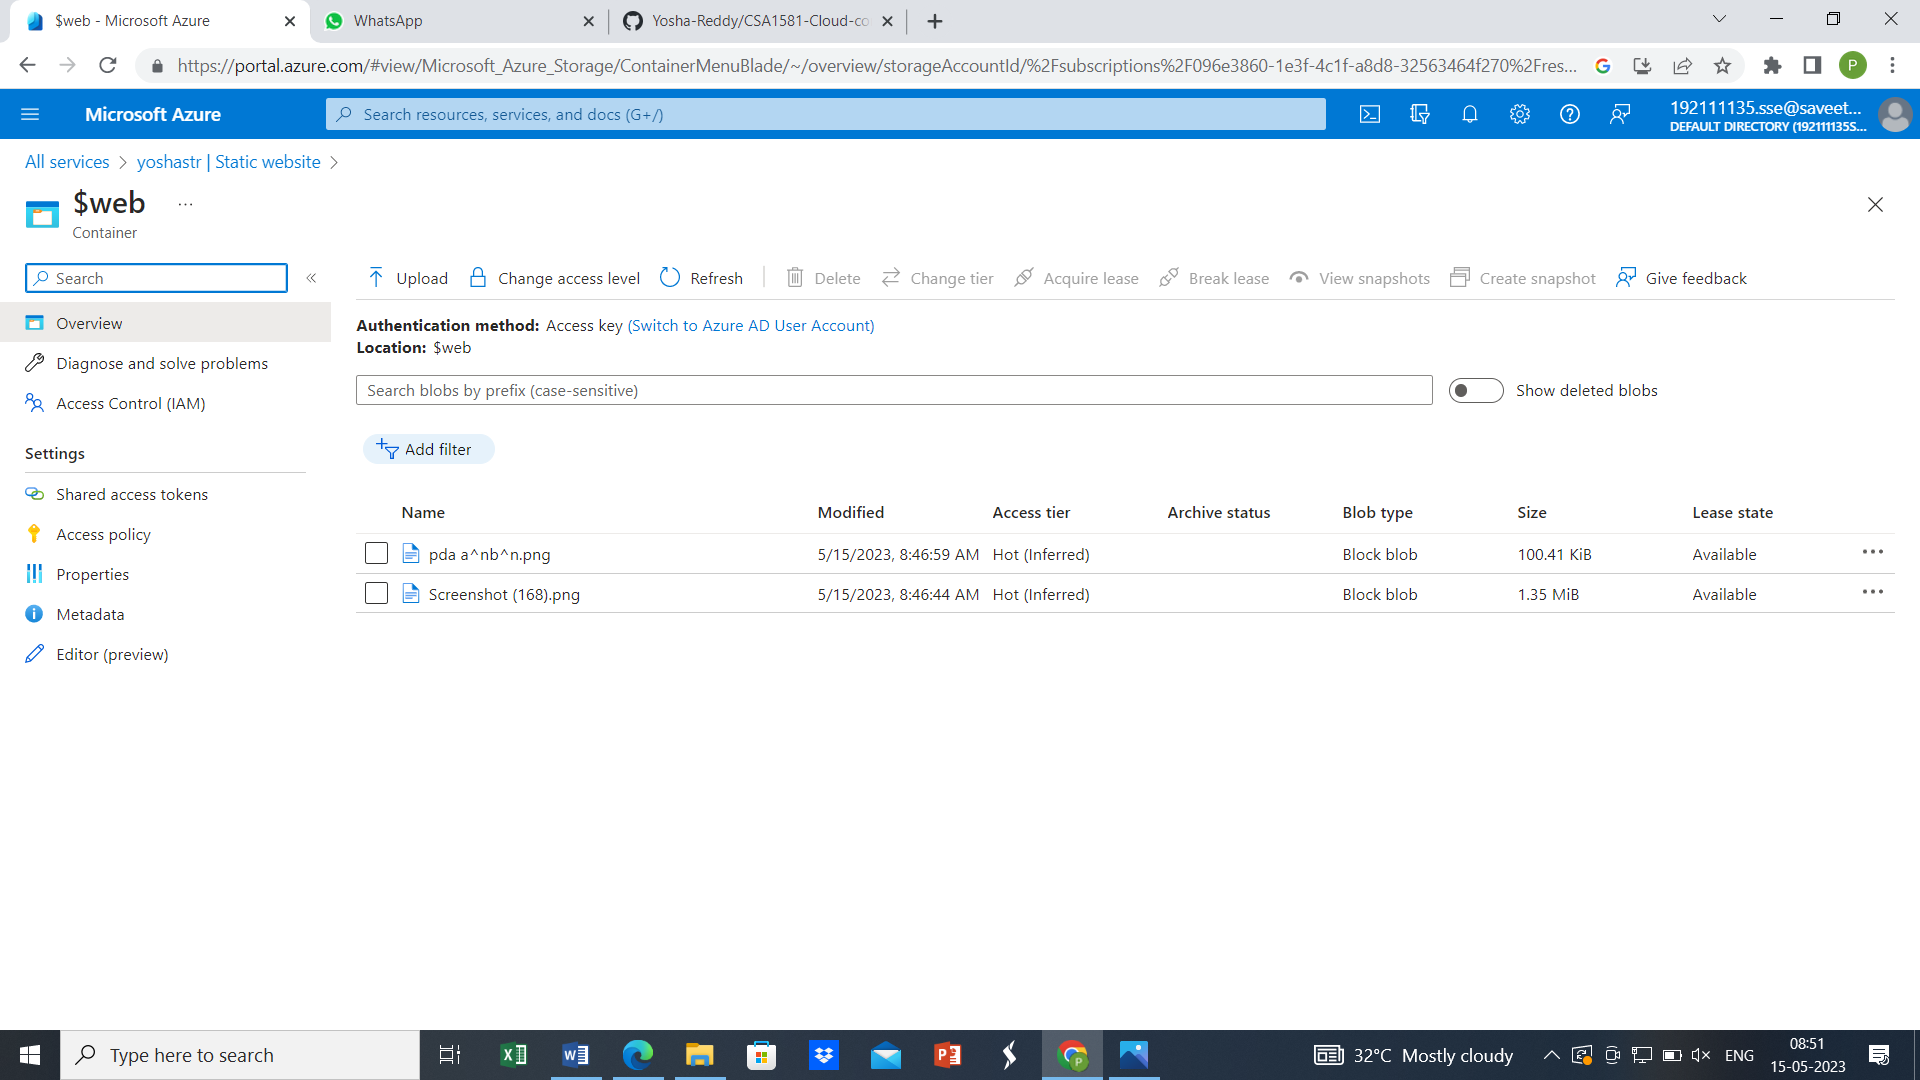 $web - Microsoft Azure
WhatsApp
Yosha-Reddy/CSA1581-Cloud-co
https://portal.azure.com/#view/Microsoft_Azure_Storage/ContainerMenuBlade/~/overview/storageAccountId/%2Fsubscriptions%2F096e3860-1e3f-4c1f-a8d8-32563464f270%2Fres...
P
Microsoft Azure
Search resources, services, and docs (G+/)
192111135.sse@saveet...
DEFAULT DIRECTORY (192111135S...
All services > yoshastr | Static website >
$web ...
Container
Search «
Upload Change access level Refresh Delete Change tier Acquire lease Break lease View snapshots Create snapshot Give feedback
Overview
Diagnose and solve problems
Access Control (IAM)
Settings
Shared access tokens
Access policy
Properties
Metadata
Editor (preview)
Authentication method: Access key (Switch to Azure AD User Account)
Location: $web
Search blobs by prefix (case-sensitive)
Show deleted blobs
Add filter
Name Modified Access tier Archive status Blob type Size Lease state
pda a^nb^n.png 5/15/2023, 8:46:59 AM Hot (Inferred) Block blob 100.41 KiB Available ...
Screenshot (168).png 5/15/2023, 8:46:44 AM Hot (Inferred) Block blob 1.35 MiB Available ...
Type here to search
32°C Mostly cloudy
ENG
08:51
15-05-2023